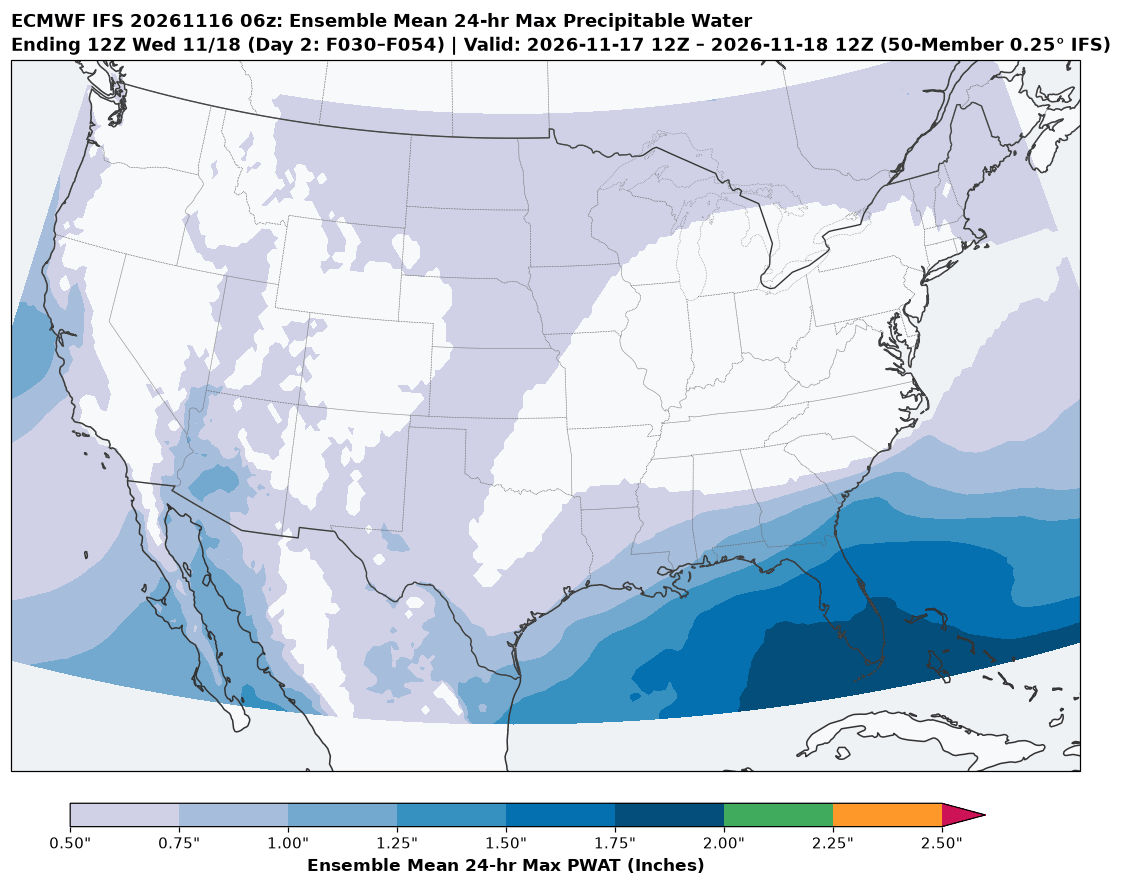 ECMWF IFS 20261116 06z: Ensemble Mean 24-hr Max Precipitable Water
Ending 12Z Wed 11/18 (Day 2: F030–F054) | Valid: 2026-11-17 12Z – 2026-11-18 12Z (50-Member 0.25° IFS)
0.50" 0.75" 1.00" 1.25" 1.50" 1.75" 2.00" 2.25" 2.50"
Ensemble Mean 24-hr Max PWAT (Inches)